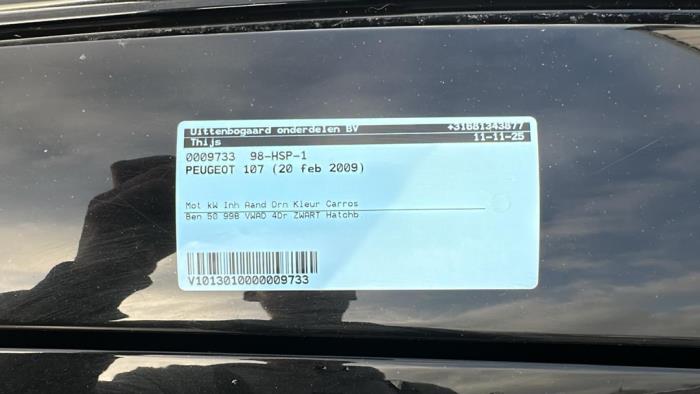 Uittenbogaard onderdelen BV +31681343877
Thijs 11-11-25
0009733 98-HSP-1
PEUGEOT 107 (20 feb 2009)
Mot kW Inh Aand Drn Kleur Carros
Ben 50 998 VWAD 4Dr ZWART Hatchb
V1013010000009733